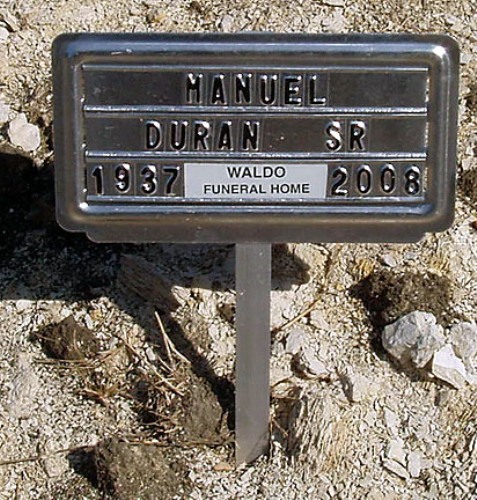 MANUEL
DURAN SR
1937 WALDO FUNERAL HOME 2008